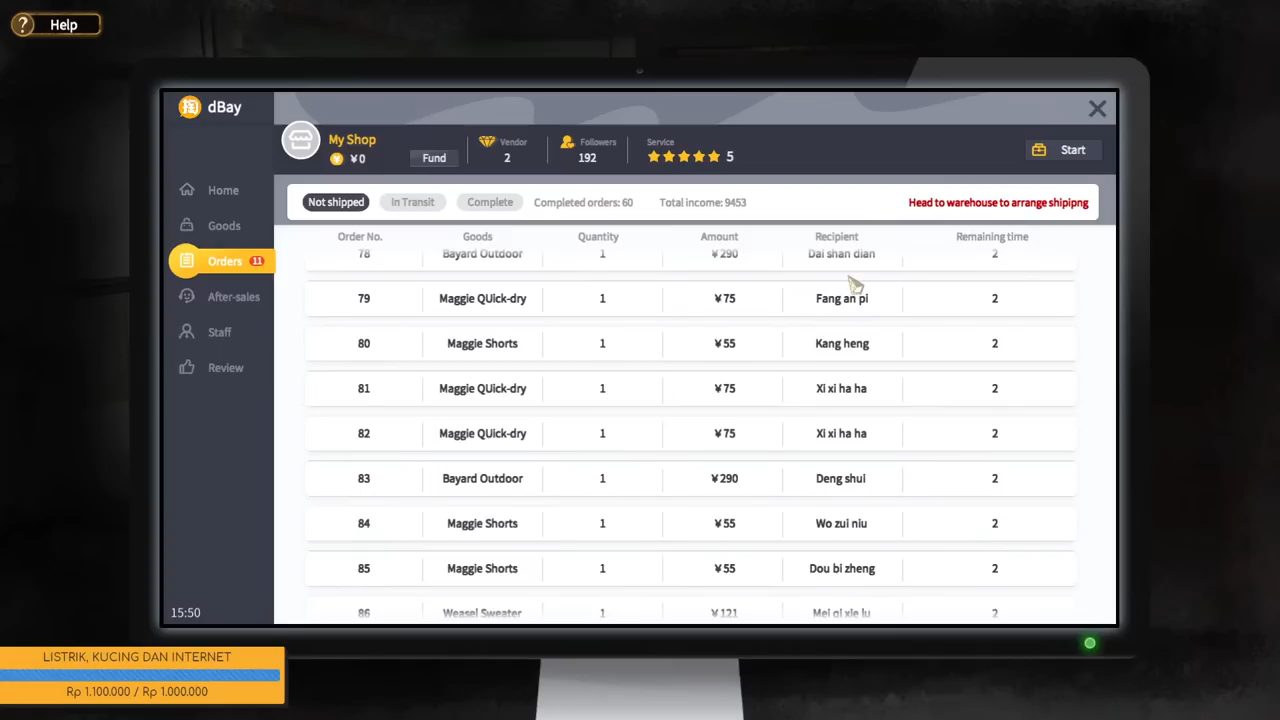 Help
掏 dBay
My Shop
¥0
Fund
Vendor
2
Followers
192
Service
5
Start
Home
Goods
Orders 11
After-sales
Staff
Review
15:50
Not shipped In Transit Complete Completed orders: 60 Total income: 9453 Head to warehouse to arrange shipipng
Order No. Goods Quantity Amount Recipient Remaining time
78 Bayard Outdoor 1 ¥290 Dai shan dian 2
79 Maggie QUick-dry 1 ¥75 Fang an pi 2
80 Maggie Shorts 1 ¥55 Kang heng 2
81 Maggie QUick-dry 1 ¥75 Xi xi ha ha 2
82 Maggie QUick-dry 1 ¥75 Xi xi ha ha 2
83 Bayard Outdoor 1 ¥290 Deng shui 2
84 Maggie Shorts 1 ¥55 Wo zui niu 2
85 Maggie Shorts 1 ¥55 Dou bi zheng 2
86 Weasel Sweater 1 ¥121 Mei qi xie lu 2
LISTRIK, KUCING DAN INTERNET
Rp 1.100.000 / Rp 1.000.000